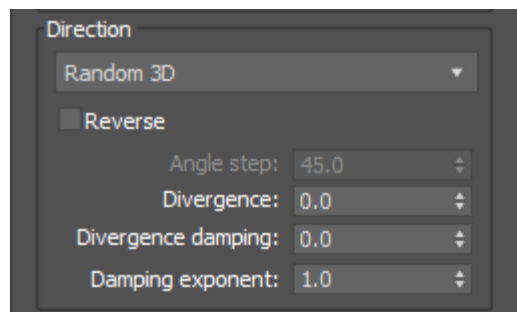 Direction
Random 3D
Reverse
Angle step: 45.0
Divergence: 0.0
Divergence damping: 0.0
Damping exponent: 1.0